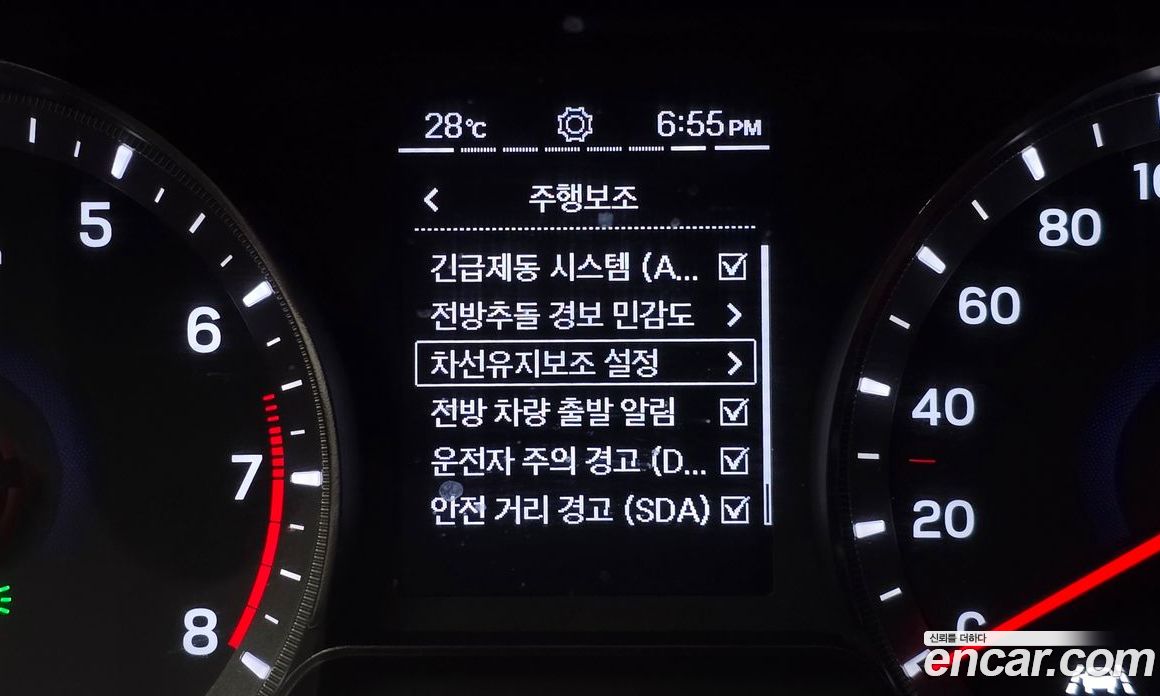 28℃ 6:55PM
< 주행보조
긴급제동 시스템 (A...
전방추돌 경보 민감도 >
차선유지보조 설정 >
전방 차량 출발 알림
운전자 주의 경고 (D...
안전 거리 경고 (SDA)
5
6
7
8
80
60
40
20
신뢰를 더하다
encar.com